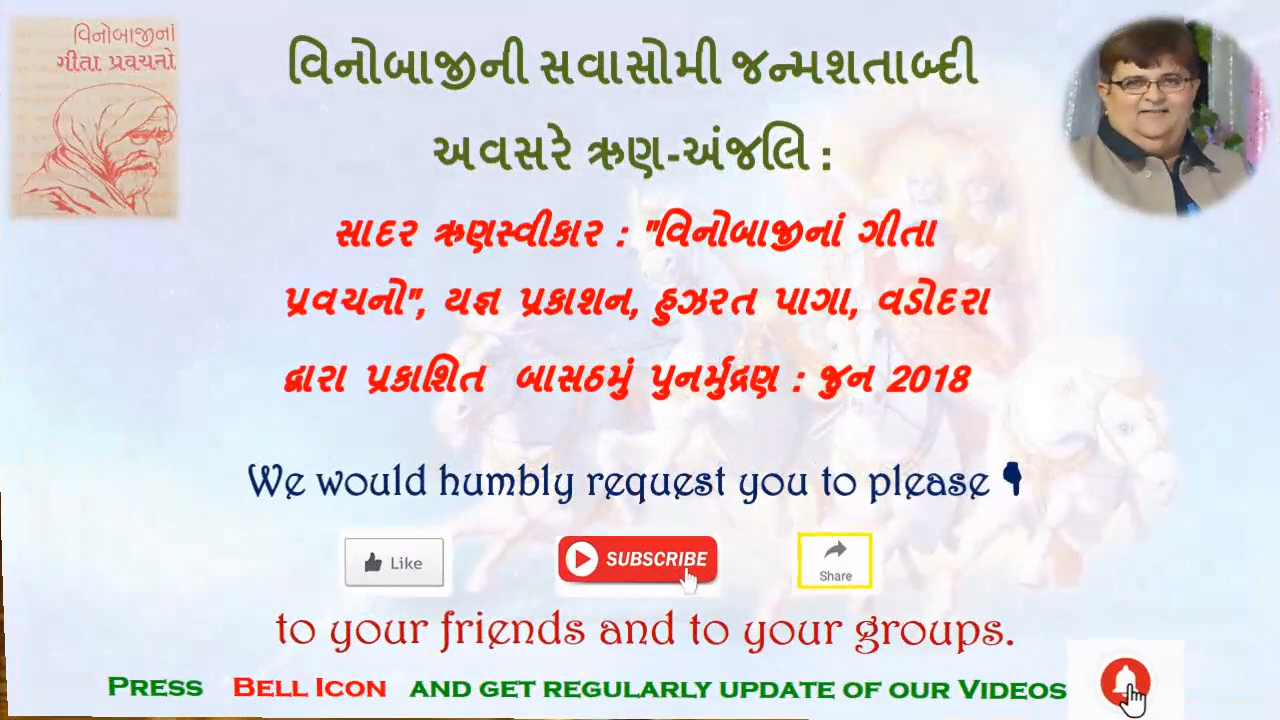 વિનોબાજીનાં
ગીતા પ્રવચનો
વિનોબાજીની સવાસોમી જન્મશતાબ્દી
અવસરે ઋણ-અંજલિ :
સાદર ઋણસ્વીકાર : "વિનોબાજીનાં ગીતા
પ્રવચનો", યજ્ઞ પ્રકાશન, હુઝરત પાગા, વડોદરા
દ્વારા પ્રકાશિત બાસઠમું પુનર્મુદ્રણ : જુન 2018
We would humbly request you to please
Like SUBSCRIBE Share
to your friends and to your groups.
PRESS BELL ICON AND GET REGULARLY UPDATE OF OUR VIDEOS